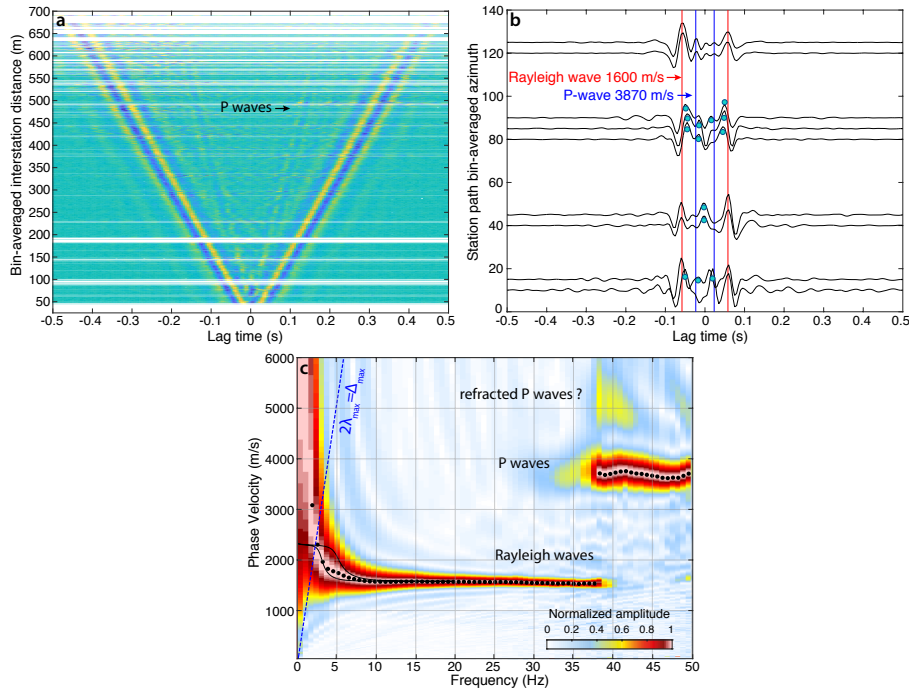 a
Bin-averaged interstation distance (m)
650
600
550
500
450
400
350
300
250
200
150
100
50
P waves
-0.5 -0.4 -0.3 -0.2 -0.1 0 0.1 0.2 0.3 0.4 0.5
Lag time (s)
b
Station path bin-averaged azimuth
140
120
100
80
60
40
20
0
Rayleigh wave 1600 m/s
P-wave 3870 m/s
-0.5 -0.4 -0.3 -0.2 -0.1 0 0.1 0.2 0.3 0.4 0.5
Lag time (s)
c
Phase Velocity (m/s)
6000
5000
4000
3000
2000
1000
2λmax=Δmax
refracted P waves ?
P waves
Rayleigh waves
Normalized amplitude
0 0.2 0.4 0.6 0.8 1
0 5 10 15 20 25 30 35 40 45 50
Frequency (Hz)